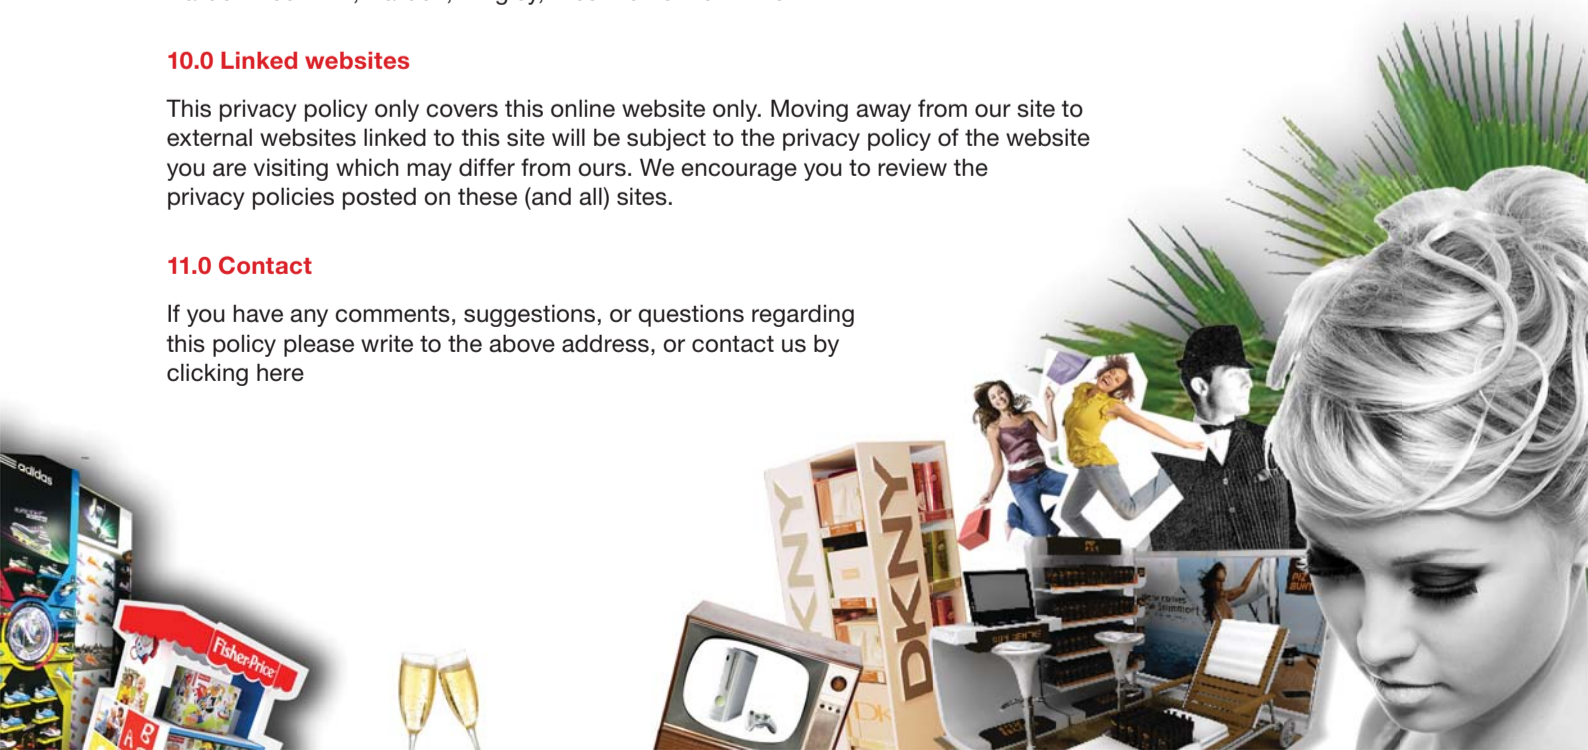 10.0 Linked websites
This privacy policy only covers this online website only. Moving away from our site to
external websites linked to this site will be subject to the privacy policy of the website
you are visiting which may differ from ours. We encourage you to review the
privacy policies posted on these (and all) sites.
11.0 Contact
If you have any comments, suggestions, or questions regarding
this policy please write to the above address, or contact us by
clicking here
adidas
DKNY
KNY
Fisher-Price
PIZ
BUIN
DK
A B